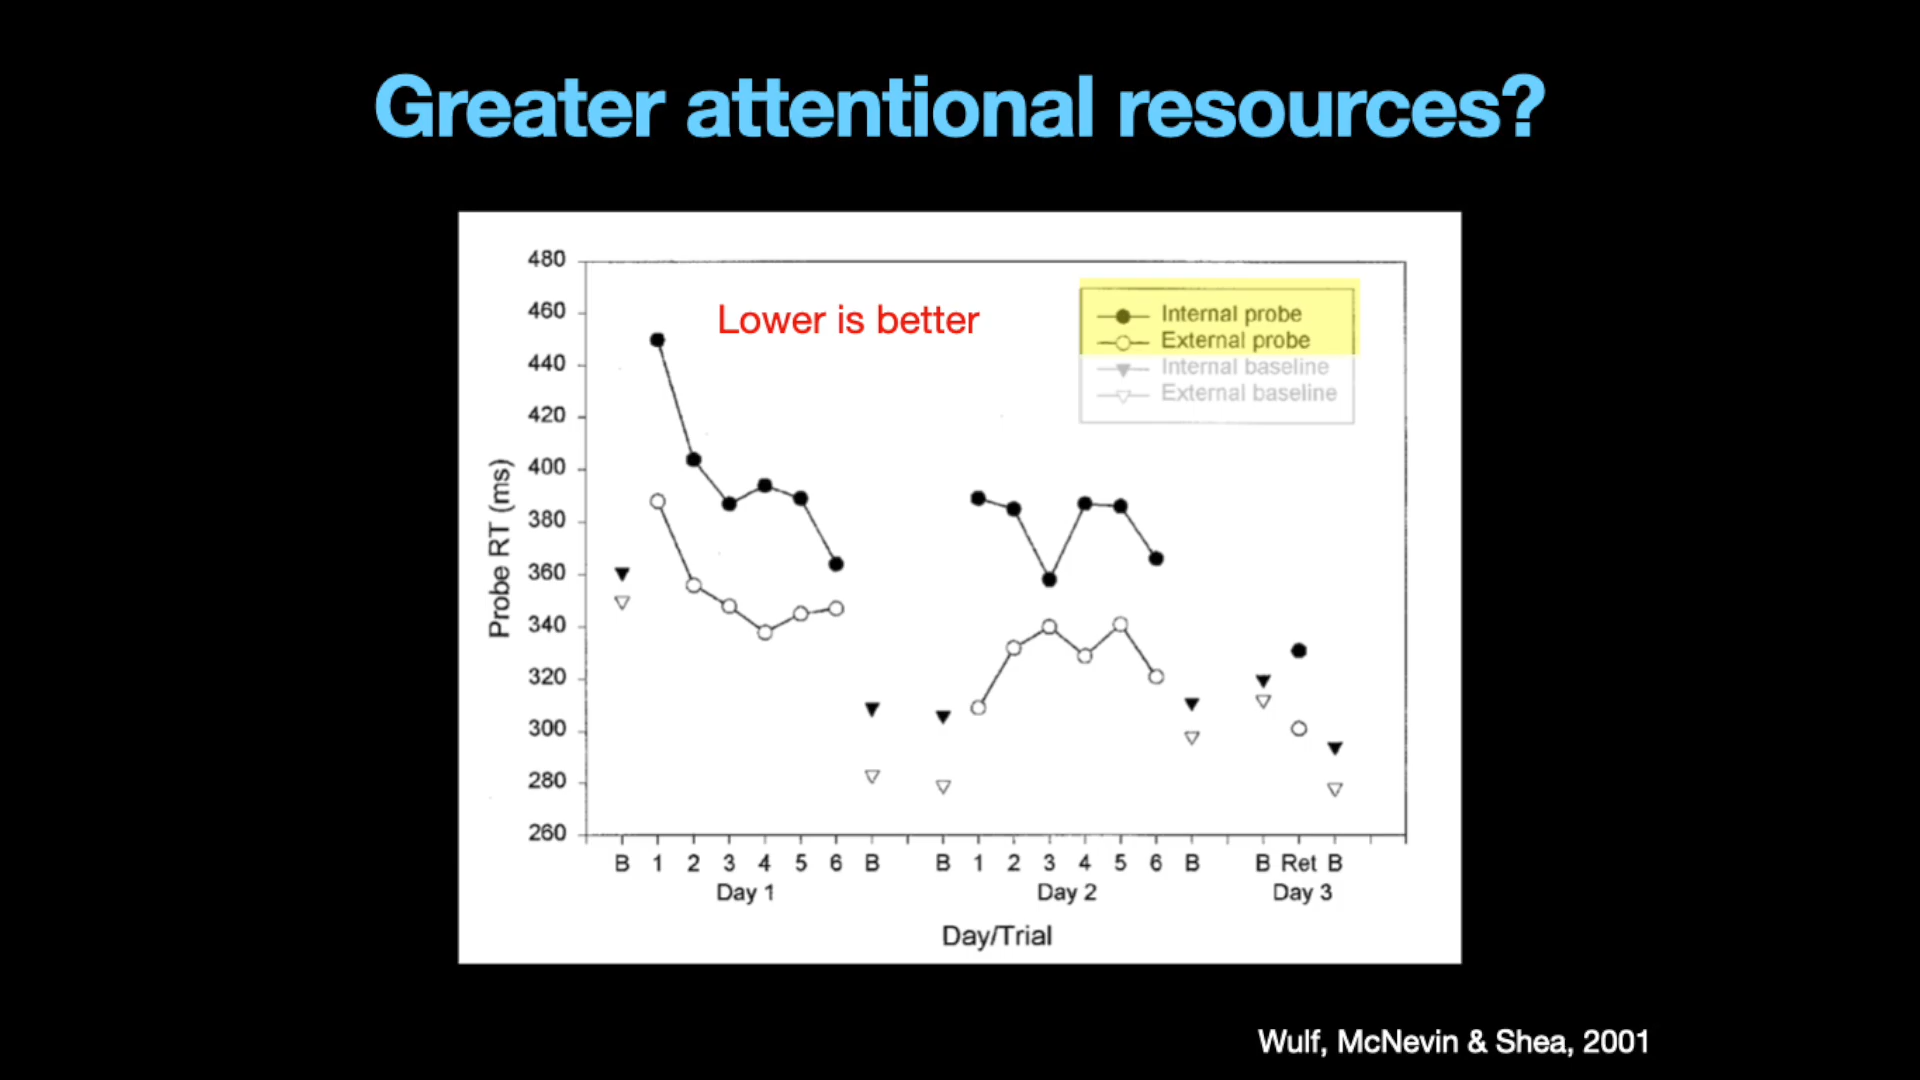 Greater attentional resources?
480
460
440
420
400
380
360
340
320
300
280
260
Probe RT (ms)
Lower is better
Internal probe
External probe
Internal baseline
External baseline
B 1 2 3 4 5 6 B B 1 2 3 4 5 6 B B Ret B
Day 1 Day 2 Day 3
Day/Trial
Wulf, McNevin & Shea, 2001